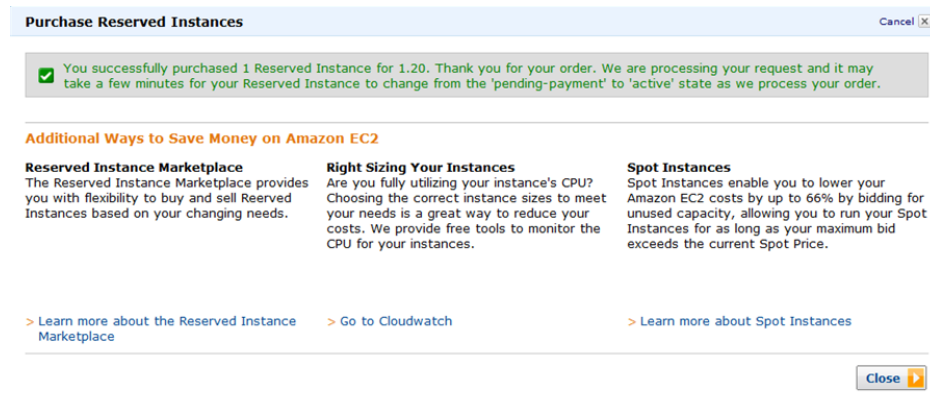 Purchase Reserved Instances
Cancel X
You successfully purchased 1 Reserved Instance for 1.20. Thank you for your order. We are processing your request and it may
take a few minutes for your Reserved Instance to change from the 'pending-payment' to 'active' state as we process your order.
Additional Ways to Save Money on Amazon EC2
Reserved Instance Marketplace
The Reserved Instance Marketplace provides
you with flexibility to buy and sell Reerved
Instances based on your changing needs.
> Learn more about the Reserved Instance
Marketplace
Right Sizing Your Instances
Are you fully utilizing your instance's CPU?
Choosing the correct instance sizes to meet
your needs is a great way to reduce your
costs. We provide free tools to monitor the
CPU for your instances.
> Go to Cloudwatch
Spot Instances
Spot Instances enable you to lower your
Amazon EC2 costs by up to 66% by bidding for
unused capacity, allowing you to run your Spot
Instances for as long as your maximum bid
exceeds the current Spot Price.
> Learn more about Spot Instances
Close